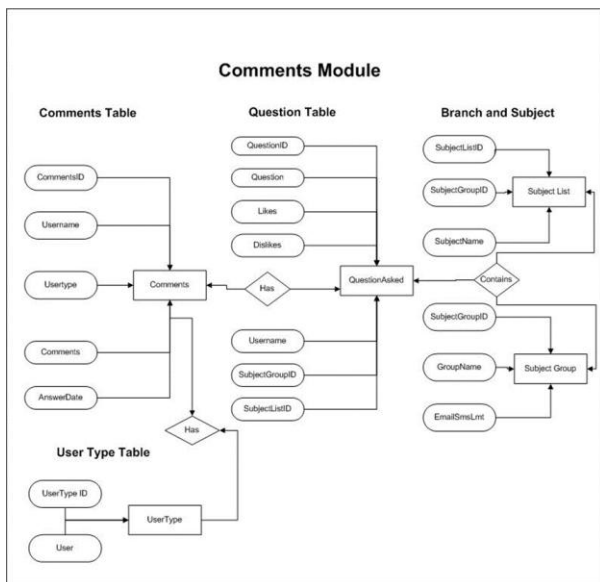 Comments Module
Comments Table
Question Table
Branch and Subject
CommentsID
Username
Usertype
Comments
AnswerDate
Comments
Has
Has
QuestionID
Question
Likes
Dislikes
QuestionAsked
Username
SubjectGroupID
SubjectListID
SubjectListID
SubjectGroupID
SubjectName
Subject List
Contains
SubjectGroupID
GroupName
EmailSmsLmt
Subject Group
User Type Table
UserType ID
User
UserType